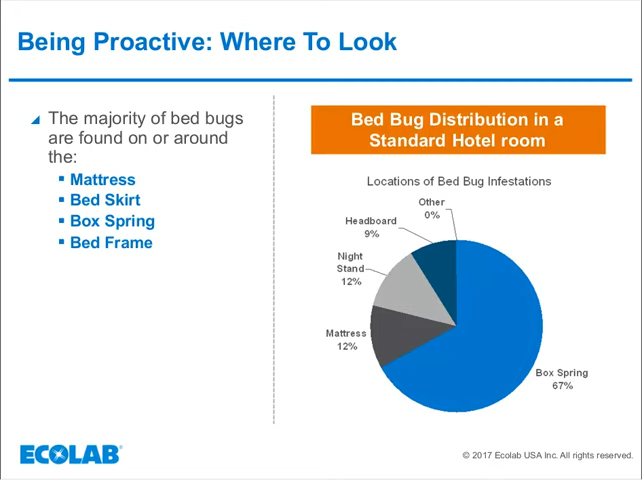 Being Proactive: Where To Look
The majority of bed bugs
are found on or around
the:
Mattress
Bed Skirt
Box Spring
Bed Frame
Bed Bug Distribution in a
Standard Hotel room
Locations of Bed Bug Infestations
Other
0%
Headboard
9%
Night
Stand
12%
Mattress
12%
Box Spring
67%
ECOLAB®
© 2017 Ecolab USA Inc. All rights reserved.